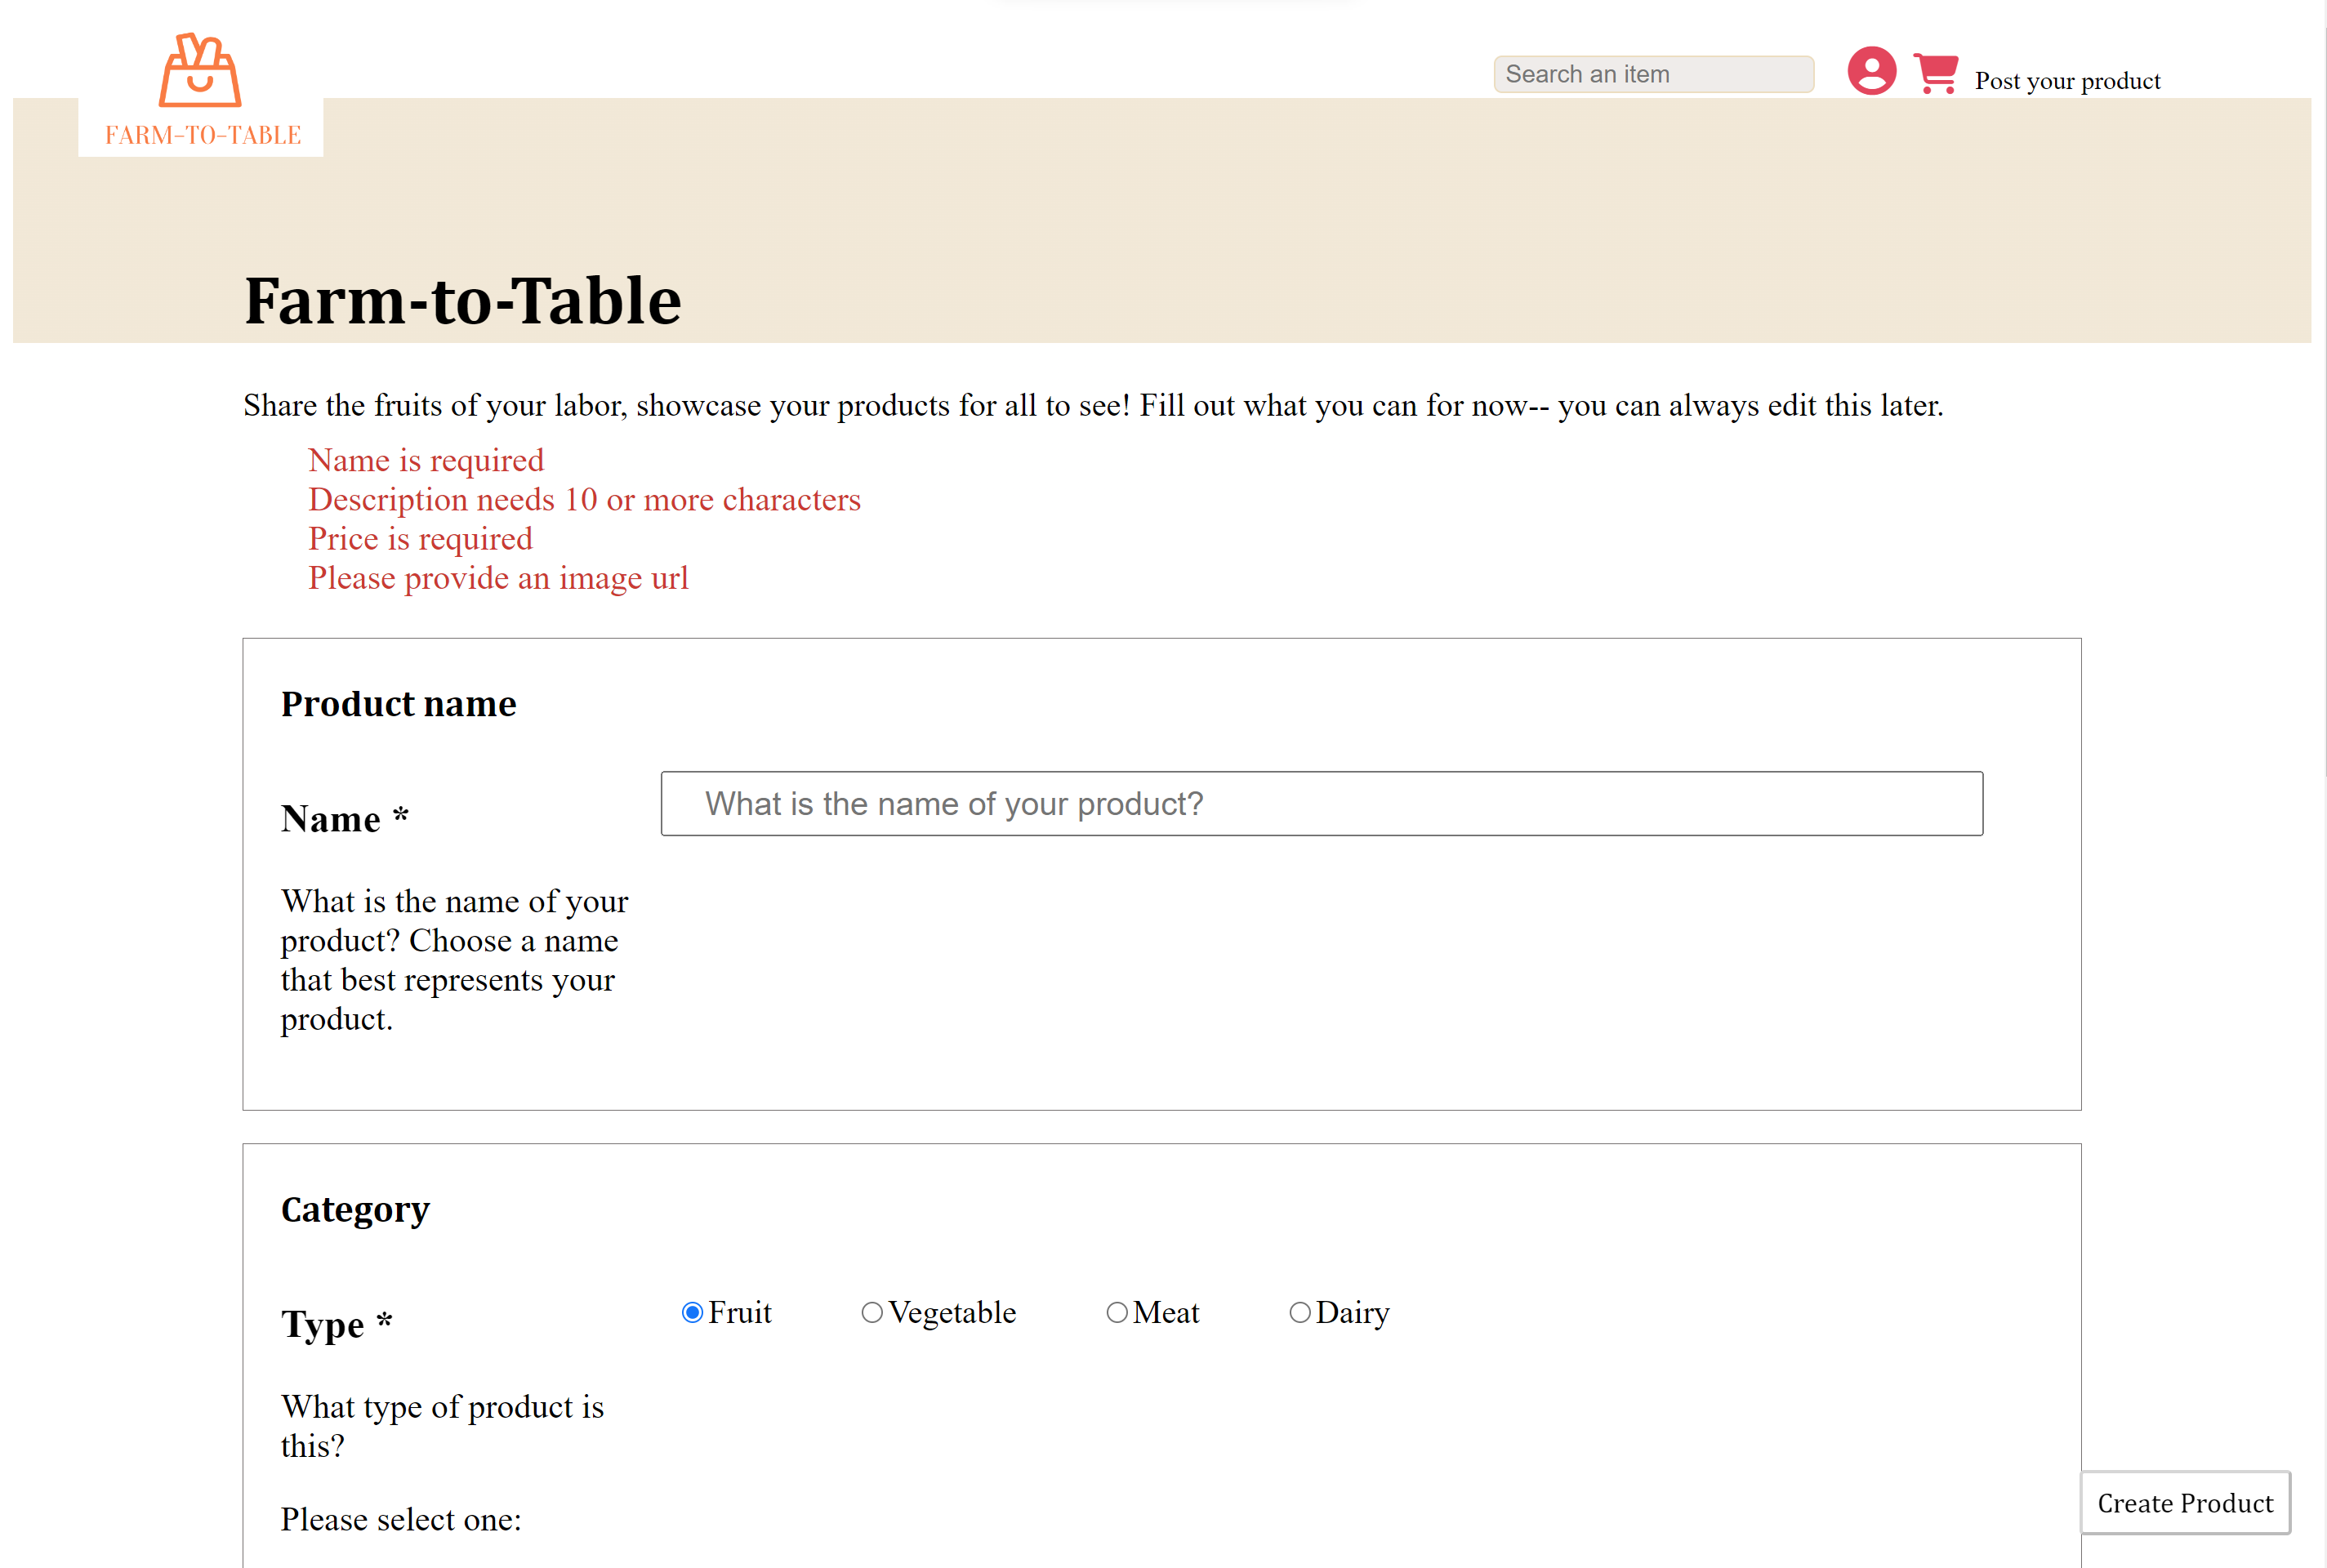 FARM-TO-TABLE
Search an item
Post your product
Farm-to-Table
Share the fruits of your labor, showcase your products for all to see! Fill out what you can for now-- you can always edit this later.
Name is required
Description needs 10 or more characters
Price is required
Please provide an image url
Product name
Name *
What is the name of your product?
What is the name of your
product? Choose a name
that best represents your
product.
Category
Type *
Fruit
Vegetable
Meat
Dairy
What type of product is
this?
Please select one:
Create Product